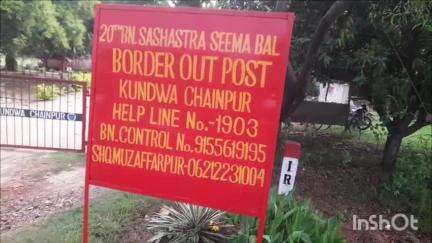 20TH BN. SASHASTRA SEEMA BAL
BORDER OUT POST
KUNDWA CHAINPUR
HELP LINE No.-1903
BN. CONTROL No. 9155619195
SHQ.MUZAFFARPUR-06212231004
KUNDWA CHAINPUR
IR
InShot